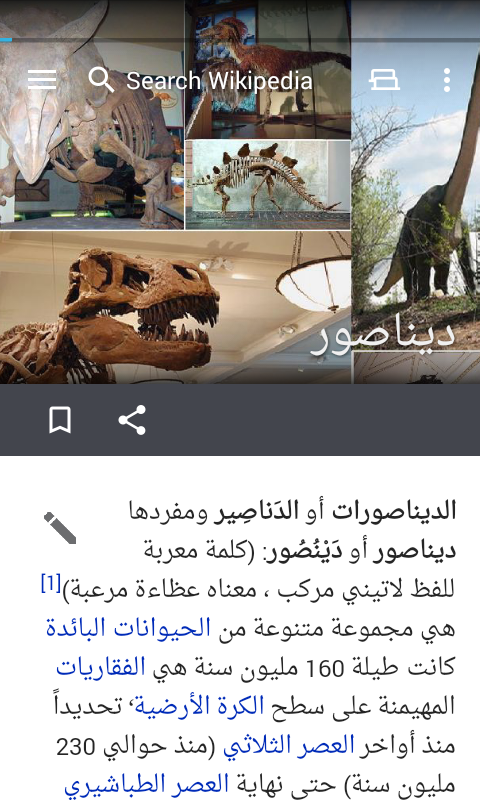 Search Wikipedia
ديناصور
الديناصورات أو الدَناصِير ومفردها
ديناصور أو دَيْنُصُور: (كلمة معربة
للفظ لاتيني مركب ، معناه عظاءة مرعبة)[1]
هي مجموعة متنوعة من الحيوانات البائدة
كانت طيلة 160 مليون سنة هي الفقاريات
المهيمنة على سطح الكرة الأرضية، تحديداً
منذ أواخر العصر الثلاثي (منذ حوالي 230
مليون سنة) حتى نهاية العصر الطباشيري